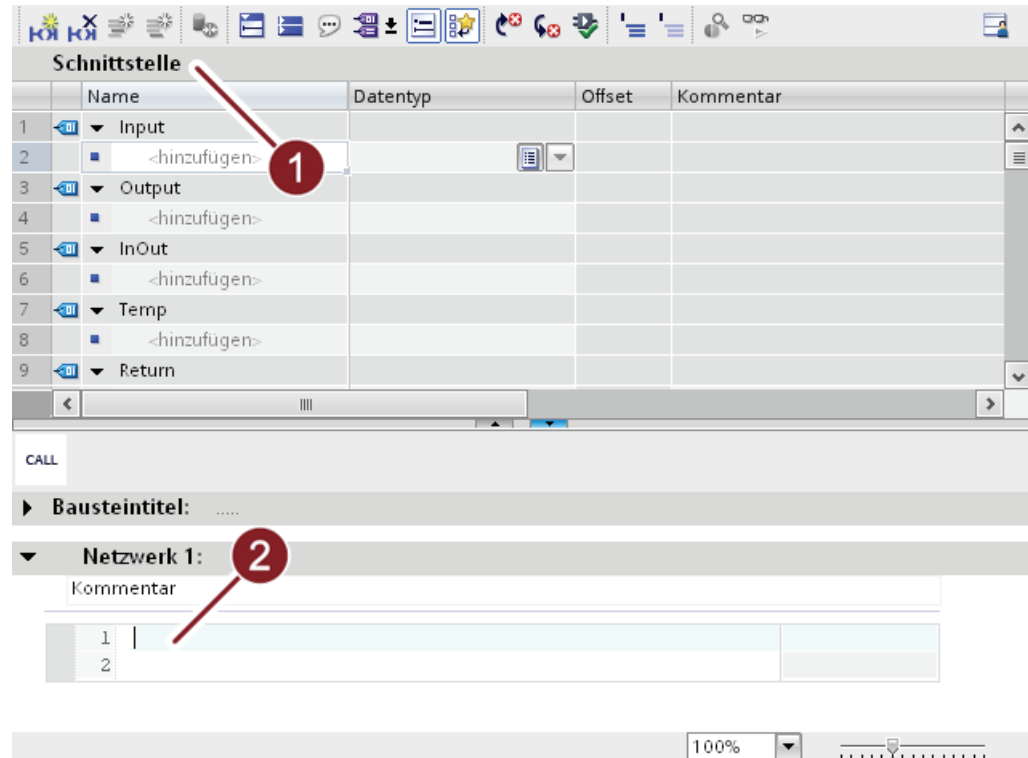 Schnittstelle
Name Datentyp Offset Kommentar
1 Input
2 <hinzufügen>
1
3 Output
4 <hinzufügen>
5 InOut
6 <hinzufügen>
7 Temp
8 <hinzufügen>
9 Return
CALL
Bausteintitel: .....
Netzwerk 1:
2
Kommentar
1
2
100%